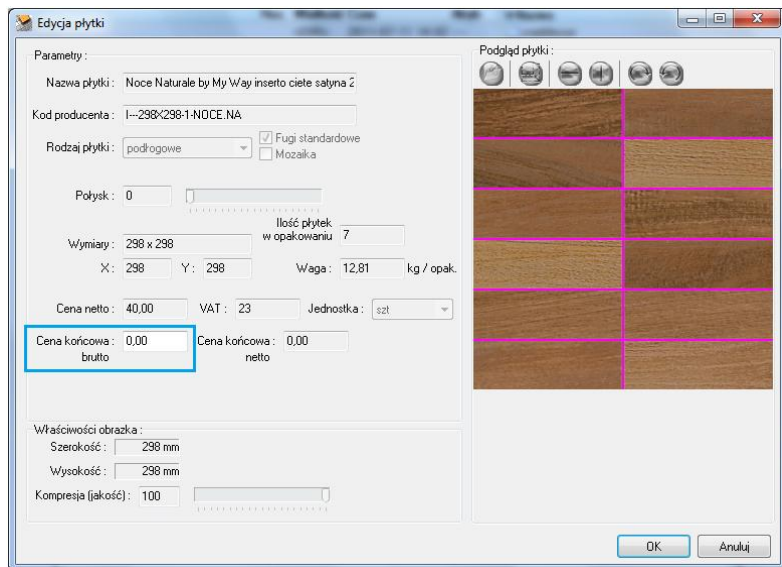 Edycja płytki
Parametry :
Nazwa płytki : Noce Naturale by My Way inserto ciete satyna 2
Kod producenta : I---298X298-1-NOCE.NA
Rodzaj płytki : podłogowe
Fugi standardowe
Mozaika
Połysk : 0
Wymiary : 298 x 298
Ilość płytek
w opakowaniu 7
X : 298 Y : 298 Waga : 12,81 kg / opak.
Cena netto : 40,00 VAT : 23 Jednostka : szt
Cena końcowa : 0,00 Cena końcowa : 0,00
brutto netto
Właściwości obrazka :
Szerokość : 298 mm
Wysokość : 298 mm
Kompresja (jakość) : 100
Podgląd płytki :
OK Anuluj